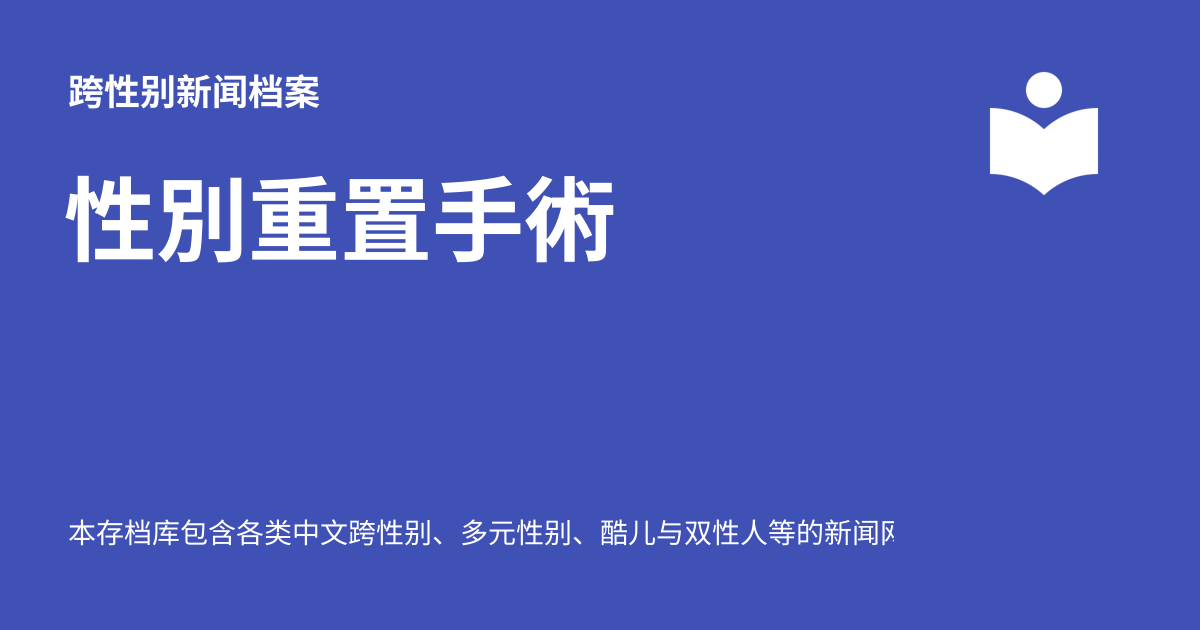 跨性别新闻档案
性別重置手術
本存档库包含各类中文跨性别、多元性别、酷儿与双性人等的新闻